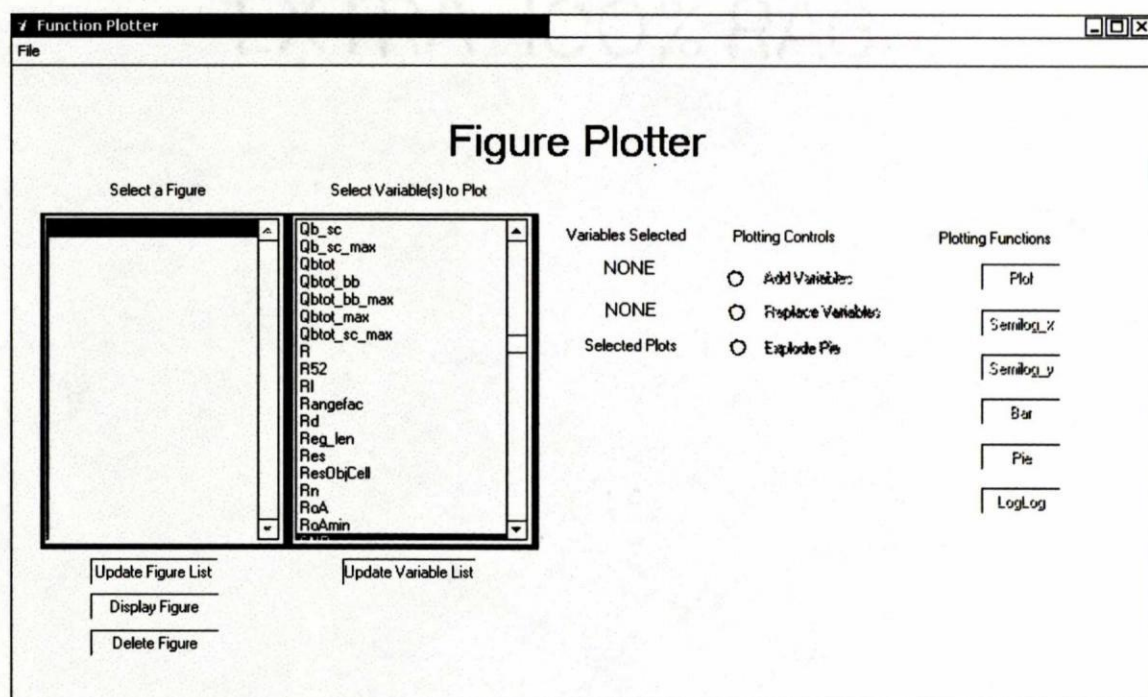 Function Plotter
File
Figure Plotter
Select a Figure
Select Variable(s) to Plot
Qb_sc
Qb_sc_max
Qbtot
Qbtot_bb
Qbtot_bb_max
Qbtot_max
Qbtot_sc_max
R
R52
RI
Rangefac
Rd
Reg_len
Res
ResObjCell
Rn
RoA
RoAmin
Update Figure List
Display Figure
Delete Figure
Update Variable List
Variables Selected
NONE
NONE
Selected Plots
Plotting Controls
Add Variables
Replace Variables
Explode Pie
Plotting Functions
Plot
Semilog_x
Semilog_y
Bar
Pie
LogLog